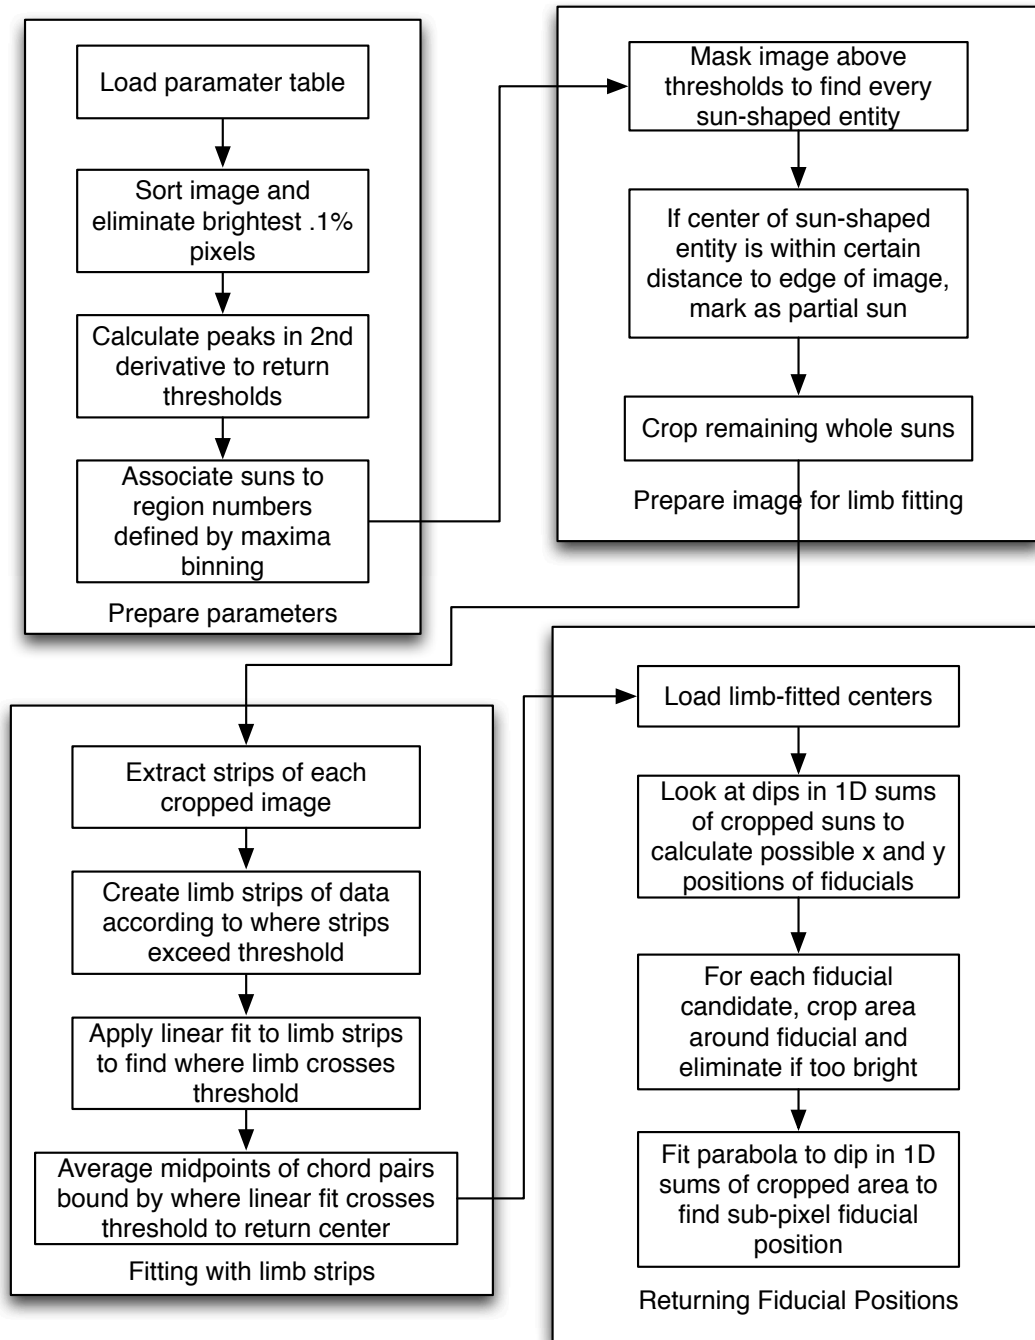 Load paramater table
Sort image and
eliminate brightest .1%
pixels
Calculate peaks in 2nd
derivative to return
thresholds
Associate suns to
region numbers
defined by maxima
binning
Prepare parameters
Mask image above
thresholds to find every
sun-shaped entity
If center of sun-shaped
entity is within certain
distance to edge of image,
mark as partial sun
Crop remaining whole suns
Prepare image for limb fitting
Extract strips of each
cropped image
Create limb strips of data
according to where strips
exceed threshold
Apply linear fit to limb strips
to find where limb crosses
threshold
Average midpoints of chord pairs
bound by where linear fit crosses
threshold to return center
Fitting with limb strips
Load limb-fitted centers
Look at dips in 1D sums
of cropped suns to
calculate possible x and y
positions of fiducials
For each fiducial
candidate, crop area
around fiducial and
eliminate if too bright
Fit parabola to dip in 1D
sums of cropped area to
find sub-pixel fiducial
position
Returning Fiducial Positions